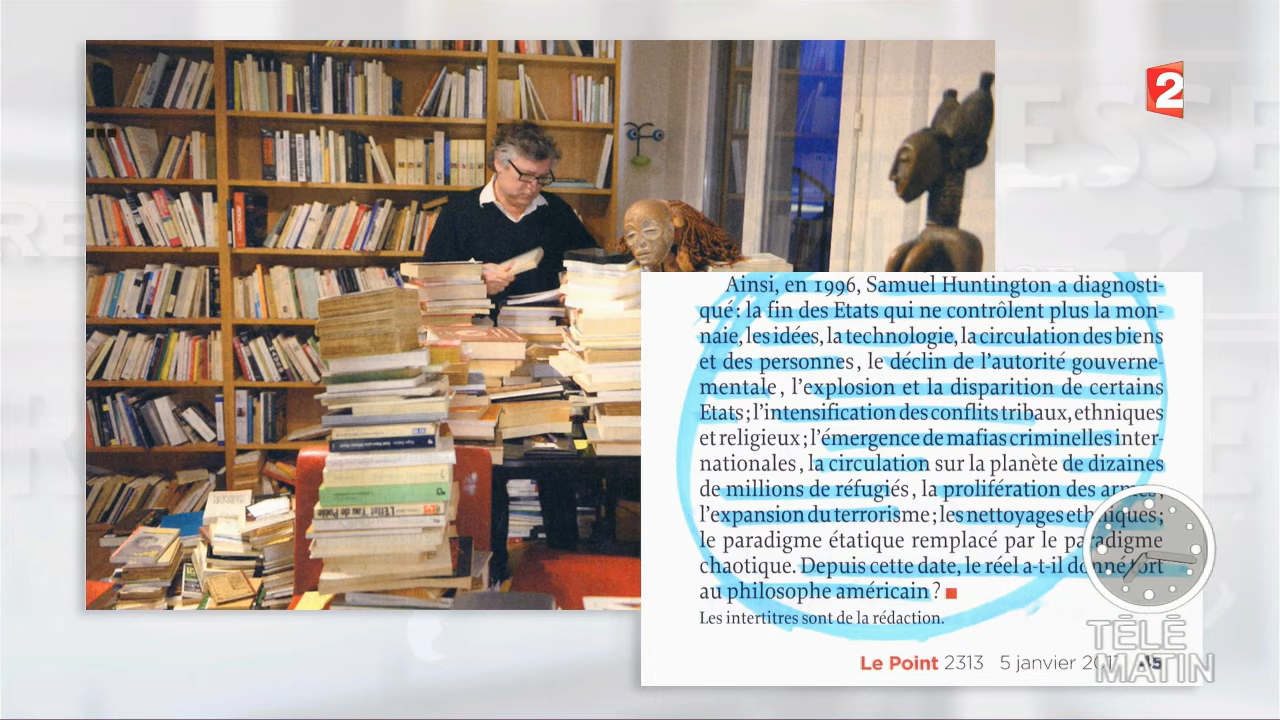 2
Ainsi, en 1996, Samuel Huntington a diagnosti-
qué : la fin des Etats qui ne contrôlent plus la mon-
naie, les idées, la technologie, la circulation des biens
et des personnes, le déclin de l'autorité gouverne-
mentale, l'explosion et la disparition de certains
Etats ; l'intensification des conflits tribaux, ethniques
et religieux ; l'émergence de mafias criminelles inter-
nationales, la circulation sur la planète de dizaines
de millions de réfugiés, la prolifération des armes,
l'expansion du terrorisme ; les nettoyages ethniques ;
le paradigme étatique remplacé par le paradigme
chaotique. Depuis cette date, le réel a-t-il donné tort
au philosophe américain ?
Les intertitres sont de la rédaction.
Le Point 2313 5 janvier
TÉLÉ
MATIN